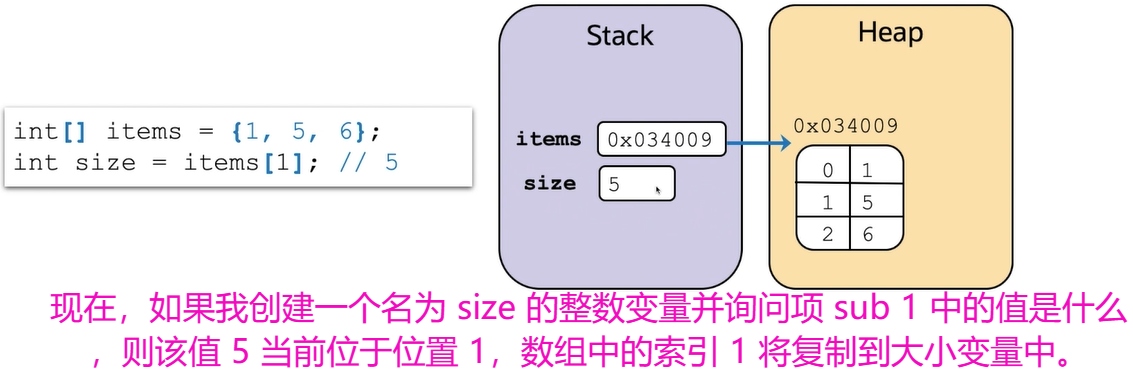 Stack
Heap
int[] items = {1, 5, 6};
int size = items[1]; // 5
items 0x034009
size 5
0x034009
0 1
1 5
2 6
现在，如果我创建一个名为 size 的整数变量并询问项 sub 1 中的值是什么
，则该值 5 当前位于位置 1，数组中的索引 1 将复制到大小变量中。